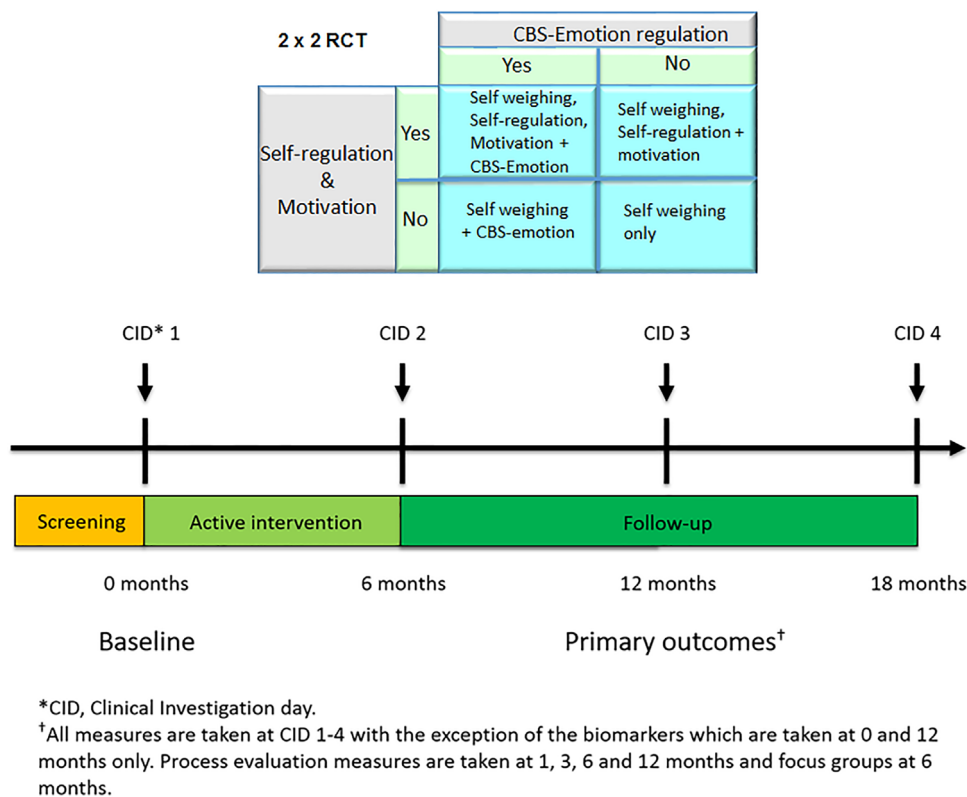 2 x 2 RCT
CBS-Emotion regulation
Yes
No
Self-regulation
&
Motivation
Yes
Self weighing,
Self-regulation,
Motivation +
CBS-Emotion
Self weighing,
Self-regulation +
motivation
No
Self weighing
+ CBS-emotion
Self weighing
only
CID* 1
CID 2
CID 3
CID 4
Screening
Active intervention
Follow-up
0 months
6 months
12 months
18 months
Baseline
Primary outcomes†
*CID, Clinical Investigation day.
†All measures are taken at CID 1-4 with the exception of the biomarkers which are taken at 0 and 12
months only. Process evaluation measures are taken at 1, 3, 6 and 12 months and focus groups at 6
months.